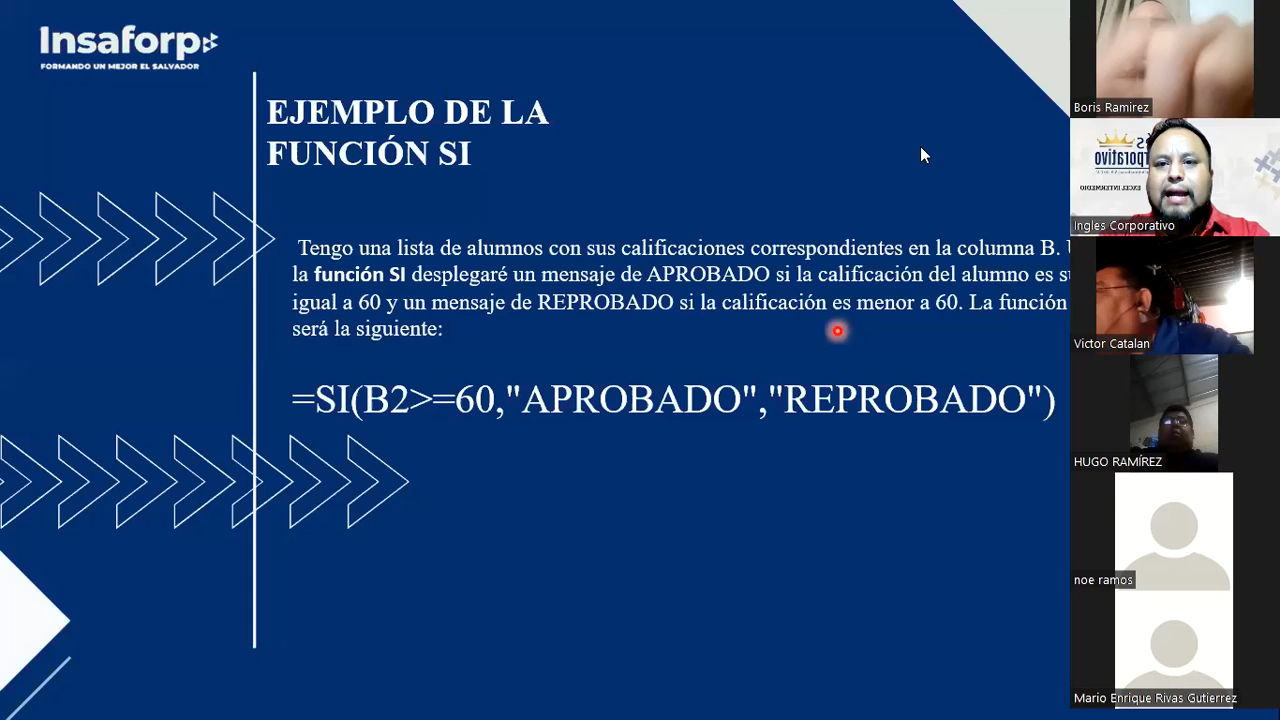 Insaforp
FORMANDO UN MEJOR EL SALVADOR
EJEMPLO DE LA
FUNCIÓN SI
Tengo una lista de alumnos con sus calificaciones correspondientes en la columna B.
la función SI desplegaré un mensaje de APROBADO si la calificación del alumno es
igual a 60 y un mensaje de REPROBADO si la calificación es menor a 60. La función
será la siguiente:
=SI(B2>=60,"APROBADO","REPROBADO")
Boris Ramirez
EXCEL INTERMEDIO
Ingles Corporativo
Victor Catalan
HUGO RAMÍREZ
noe ramos
Mario Enrique Rivas Gutierrez